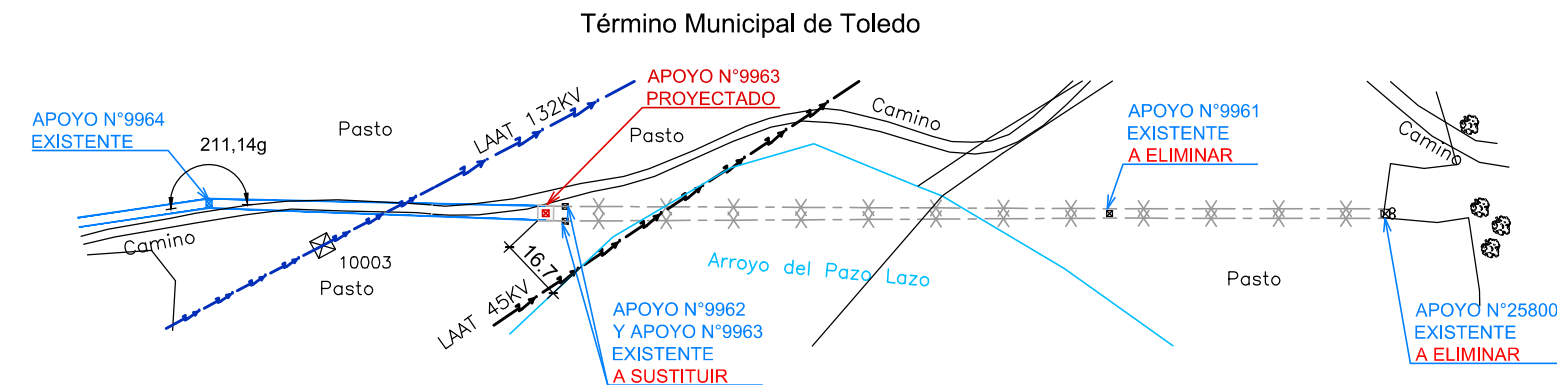 Término Municipal de Toledo
APOYO N°9964
EXISTENTE
211,14g
Pasto
LAAT 132KV
APOYO N°9963
PROYECTADO
Pasto
Camino
APOYO N°9961
EXISTENTE
A ELIMINAR
Camino
Camino
10003
Pasto
16.7
LAAT 45KV
Arroyo del Pazo Lazo
Pasto
APOYO N°9962
Y APOYO N°9963
EXISTENTE
A SUSTITUIR
APOYO N°25800
EXISTENTE
A ELIMINAR